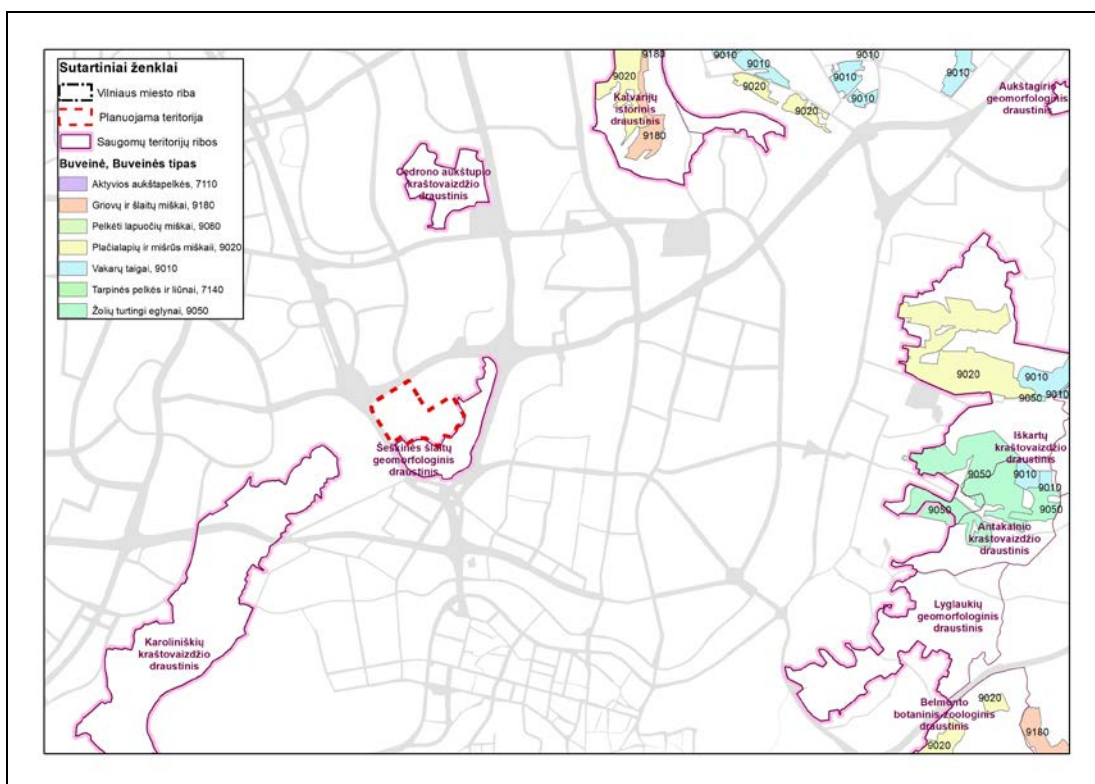 Sutartiniai ženklai
Vilniaus miesto riba
Planuojama teritorija
Saugomų teritorijų ribos
Buveinė, Buveinės tipas
Aktyvios aukštapelkės, 7110
Griovų ir šlaitų miškai, 9180
Pelkėti lapuočių miškai, 9080
Plačialapių ir mišrūs miškaii, 9020
Vakarų taigai, 9010
Tarpinės pelkės ir liūnai, 7140
Žolių turtingi eglynai, 9050
9180
9020
Kalvarijų
istorinis
draustinis
9180
9010
9010
9020
9020
9010
9010
9010
9010
Aukštagirio
geomorfologinis
draustinis
Cedrono aukštupio
kraštovaizdžio
draustinis
9020
9010
9050
9010
Šeškinės šlaitų
geomorfologinis
draustinis
Iškartų
kraštovaizdžio
draustinis
9050
9010
9010
9050
9050
Antakalnio
kraštovaizdžio
draustinis
Lyglaukių
geomorfologinis
draustinis
Karoliniškių
kraštovaizdžio
draustinis
Belmonto
botaninis-zoologinis
draustinis
9020
9020
9180